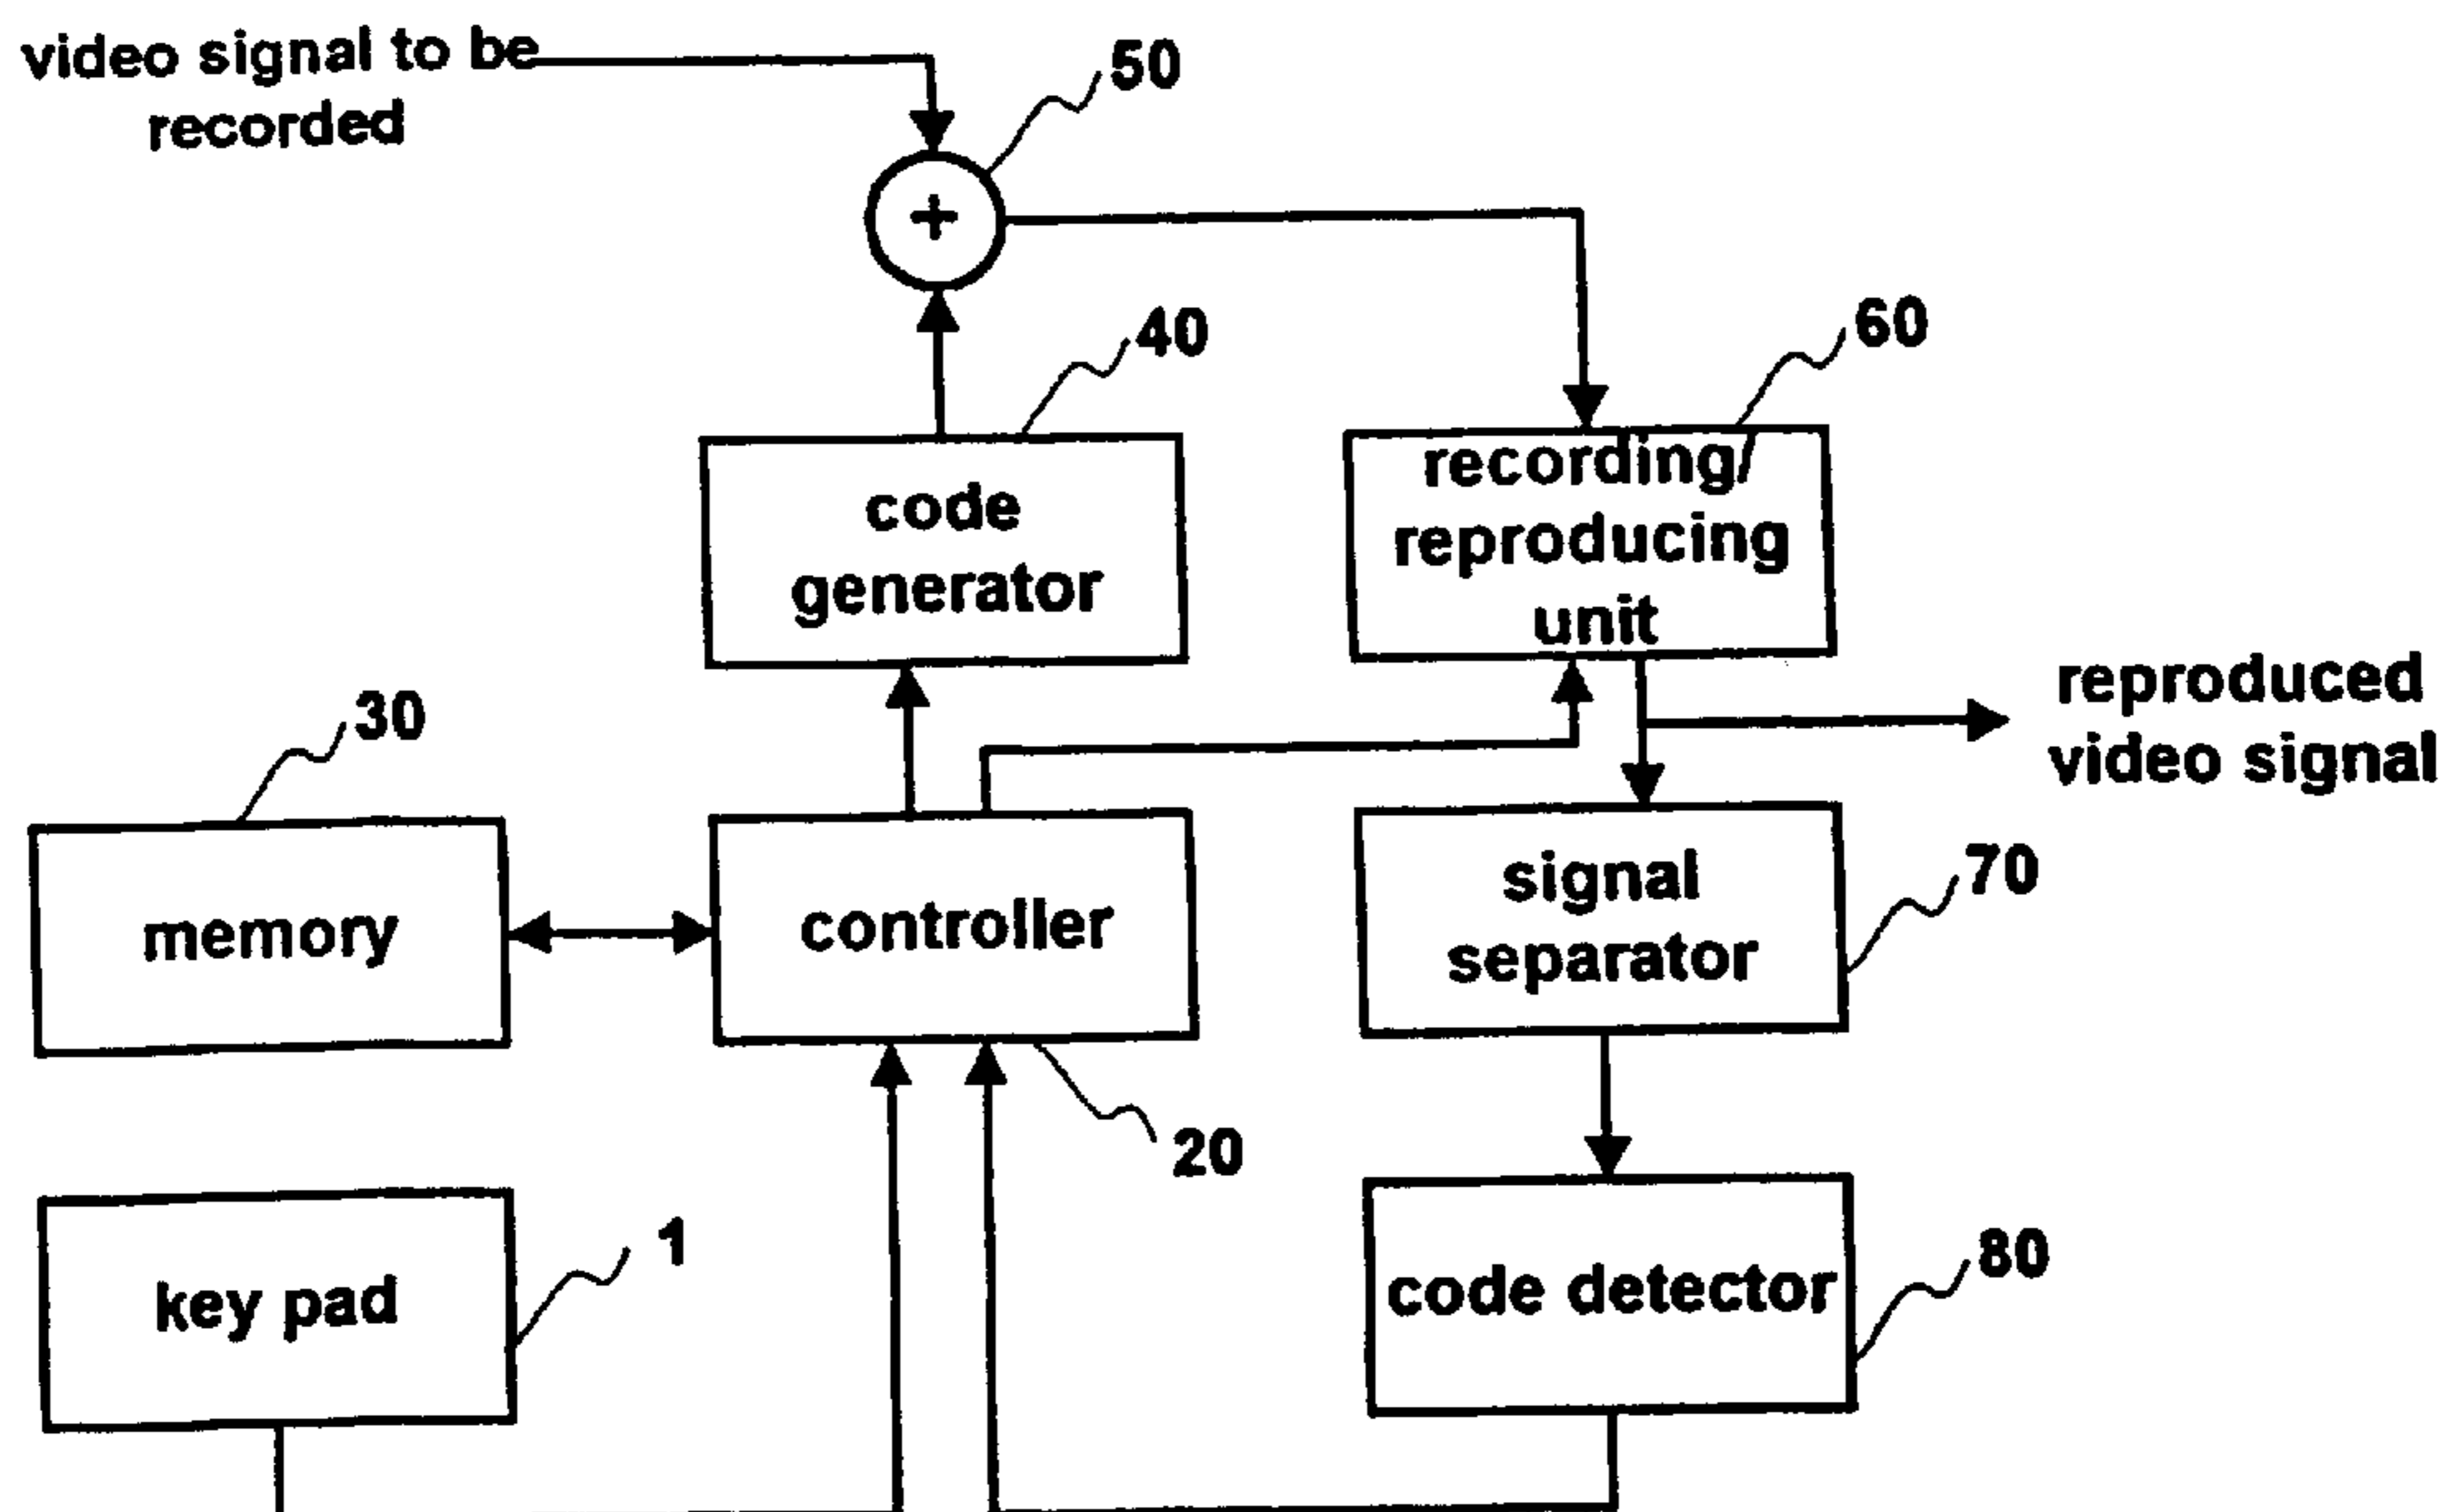 video signal to be
recorded
50
40
60
code
generator
recording/
reproducing
unit
30
reproduced
video signal
memory
controller
signal
separator
70
20
key pad
1
code detector
80